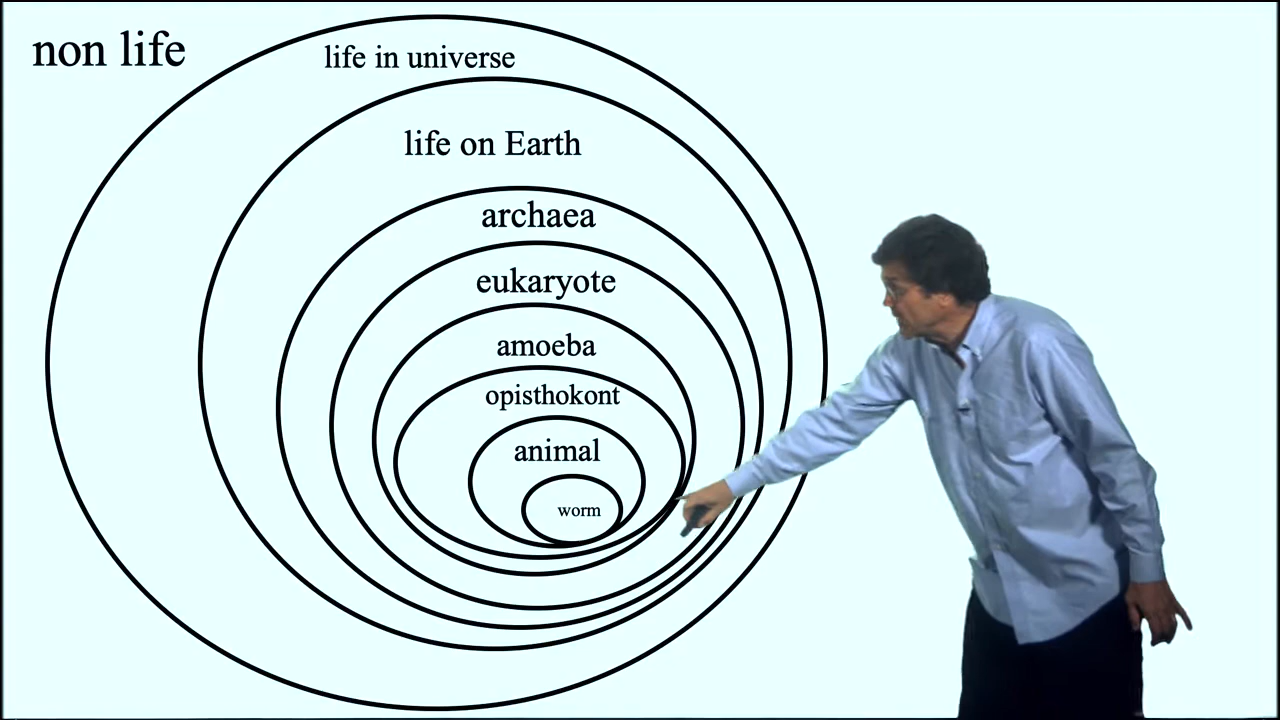 non life
life in universe
life on Earth
archaea
eukaryote
amoeba
opisthokont
animal
worm